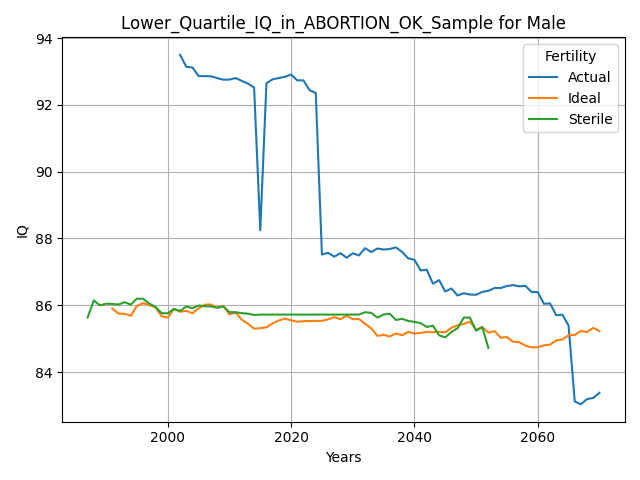 Lower_Quartile_IQ_in_ABORTION_OK_Sample for Male
94
92
90
88
86
84
IQ
2000
2020
2040
2060
Years
Fertility
Actual
Ideal
Sterile